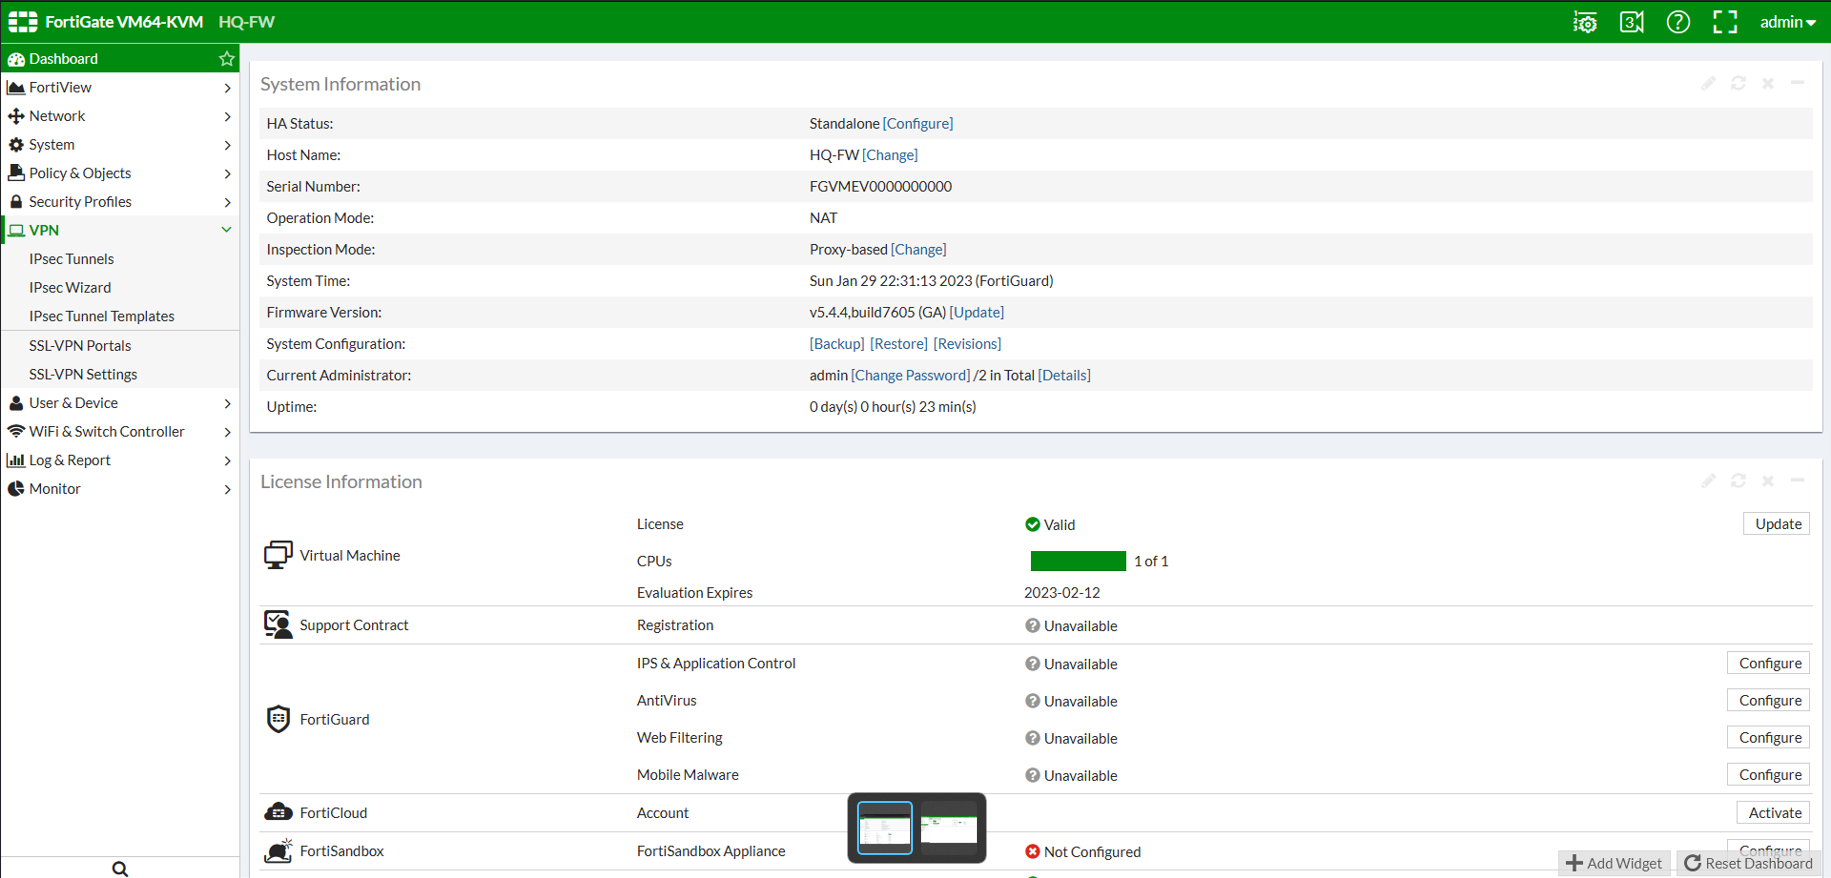 FortiGate VM64-KVM HQ-FW
3
?
admin
Dashboard
FortiView
Network
System
Policy & Objects
Security Profiles
VPN
IPsec Tunnels
IPsec Wizard
IPsec Tunnel Templates
SSL-VPN Portals
SSL-VPN Settings
User & Device
WiFi & Switch Controller
Log & Report
Monitor
System Information
HA Status: Standalone [Configure]
Host Name: HQ-FW [Change]
Serial Number: FGVMEV0000000000
Operation Mode: NAT
Inspection Mode: Proxy-based [Change]
System Time: Sun Jan 29 22:31:13 2023 (FortiGuard)
Firmware Version: v5.4.4,build7605 (GA) [Update]
System Configuration: [Backup] [Restore] [Revisions]
Current Administrator: admin [Change Password] /2 in Total [Details]
Uptime: 0 day(s) 0 hour(s) 23 min(s)
License Information
Virtual Machine
License Valid Update
CPUs 1 of 1
Evaluation Expires 2023-02-12
Support Contract Registration Unavailable
FortiGuard
IPS & Application Control Unavailable Configure
AntiVirus Unavailable Configure
Web Filtering Unavailable Configure
Mobile Malware Unavailable Configure
FortiCloud Account Activate
FortiSandbox FortiSandbox Appliance Not Configured Configure
Add Widget Reset Dashboard